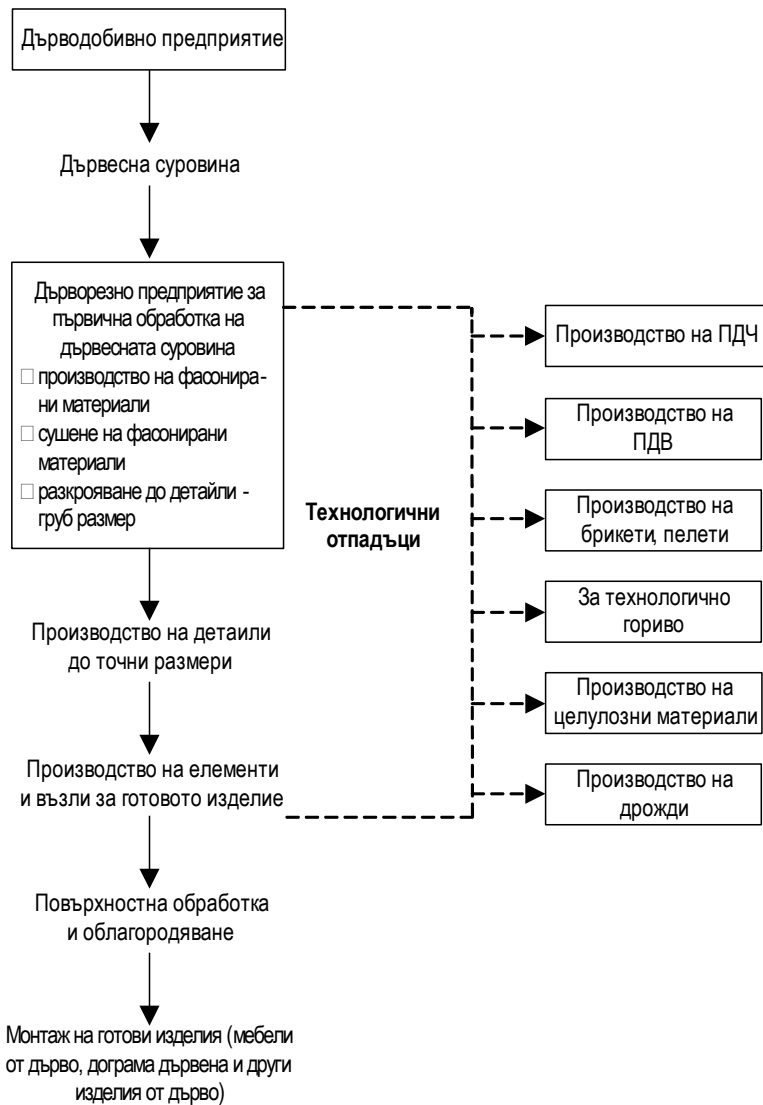 Дърводобивно предприятие
Дървесна суровина
Дърворезно предприятие за
първична обработка на
дървесната суровина
□ производство на фасонира-
ни материали
□ сушене на фасонирани
материали
□ разкрояване до детайли -
груб размер
Производство на детаили
до точни размери
Производство на елементи
и възли за готовото изделие
Повърхностна обработка
и облагородяване
Монтаж на готови изделия (мебели
от дърво, дограма дървена и други
изделия от дърво)
Технологични
отпадъци
Производство на ПДЧ
Производство на
ПДВ
Производство на
брикети, пелети
За технологично
гориво
Производство на
целулозни материали
Производство на
дрожди